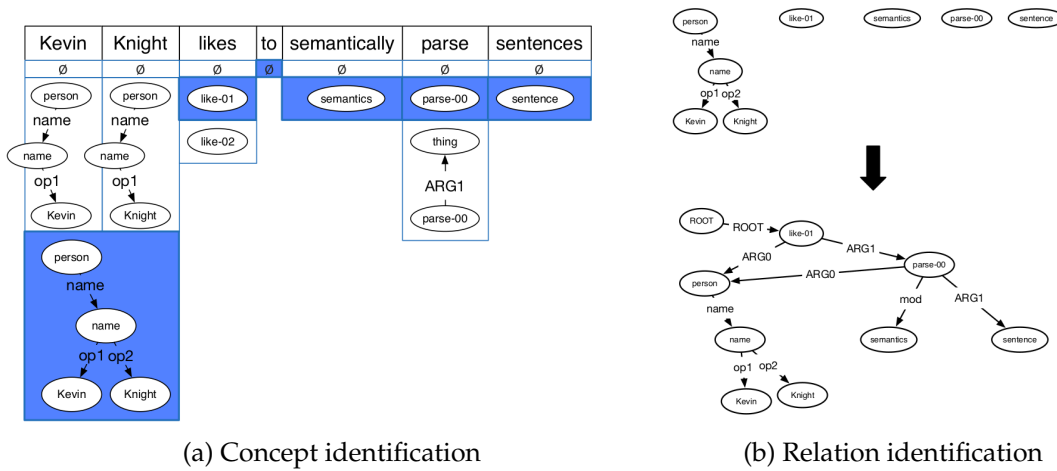 Kevin Knight likes to semantically parse sentences
Ø Ø Ø Ø Ø Ø Ø
person person like-01 semantics parse-00 sentence
name name
like-02 thing
name name
op1 op1 ARG1
Kevin Knight parse-00
person
name
name
op1 op2
Kevin Knight
(a) Concept identification
person like-01 semantics parse-00 sentence
name
name
op1 op2
Kevin Knight
ROOT ROOT like-01
ARG0 ARG1
parse-00
person ARG0
name mod ARG1
name semantics sentence
op1 op2
Kevin Knight
(b) Relation identification